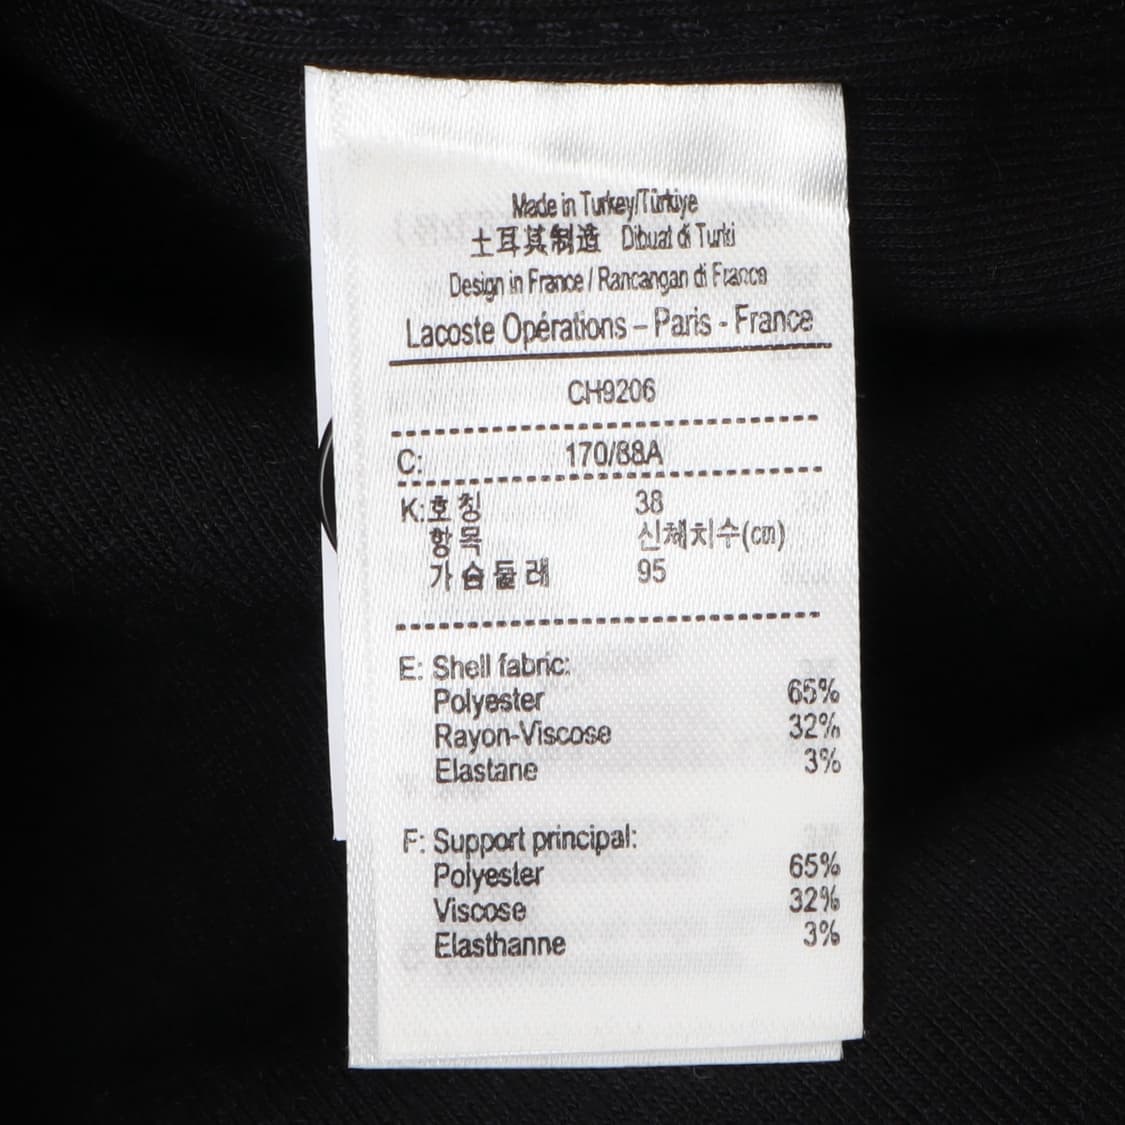 Made in Turkey/Türkiye
土耳其制造 Dibuat di Turki
Design in France / Rancangan di France
Lacoste Opérations – Paris - France
CH9206
C: 170/88A
K:호칭 38
항목 신체치수(cm)
가슴둘레 95
E: Shell fabric:
Polyester 65%
Rayon-Viscose 32%
Elastane 3%
F: Support principal:
Polyester 65%
Viscose 32%
Elasthanne 3%